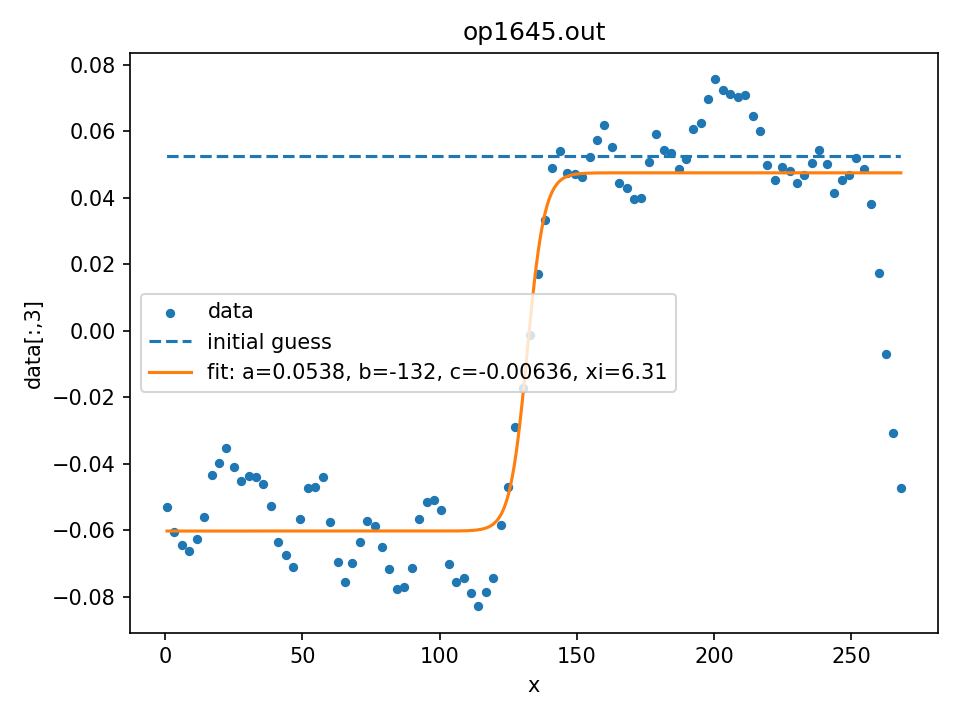 op1645.out
0.08
0.06
0.04
0.02
0.00
−0.02
−0.04
−0.06
−0.08
data[:,3]
data
initial guess
fit: a=0.0538, b=-132, c=-0.00636, xi=6.31
0 50 100 150 200 250
x